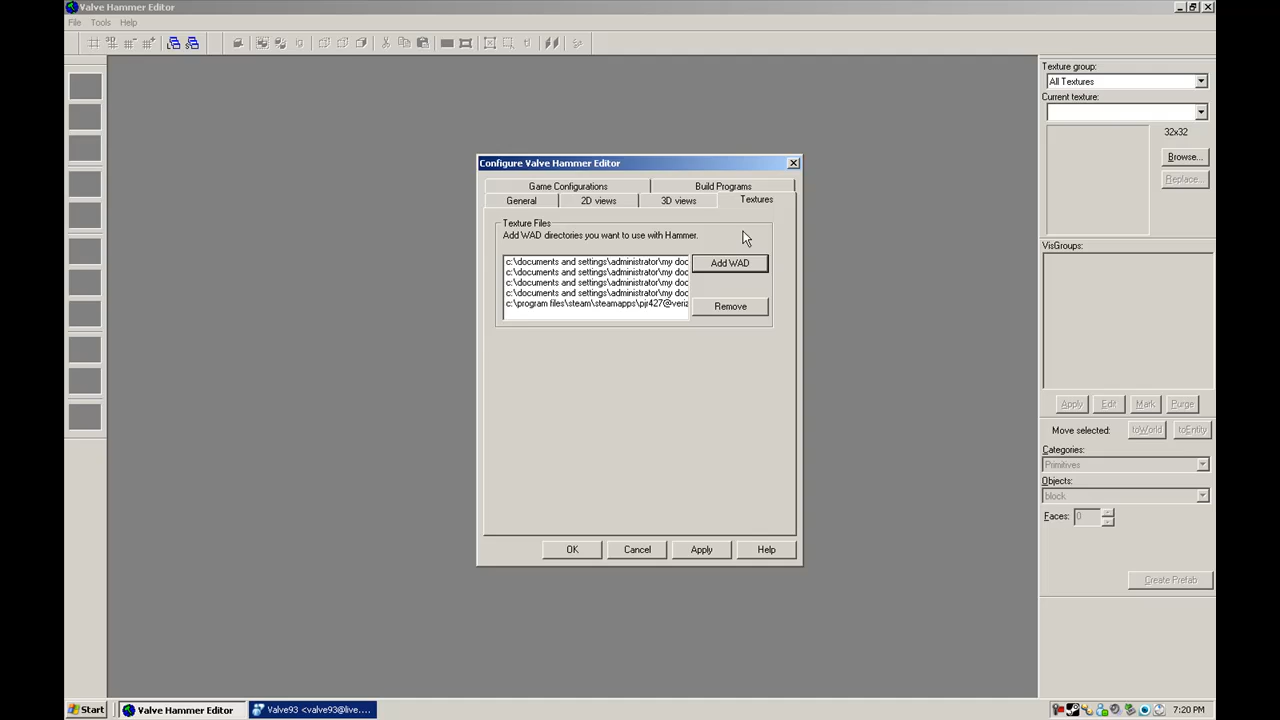 Valve Hammer Editor
File Tools Help
Texture group:
All Textures
Current texture:
32x32
Browse...
Replace...
Configure Valve Hammer Editor
Game Configurations Build Programs
General 2D views 3D views Textures
Texture Files
Add WAD directories you want to use with Hammer.
c:\documents and settings\administrator\my doc
c:\documents and settings\administrator\my doc
c:\documents and settings\administrator\my doc
c:\documents and settings\administrator\my doc
c:\program files\steam\steamapps\pjr427@veriz
Add WAD
Remove
OK Cancel Apply Help
VisGroups:
Apply Edit Mark Purge
Move selected: toWorld toEntity
Categories:
Primitives
Objects:
block
Faces: 0
Create Prefab
Start Valve Hammer Editor Valve93 <valve93@live.... 7:20 PM